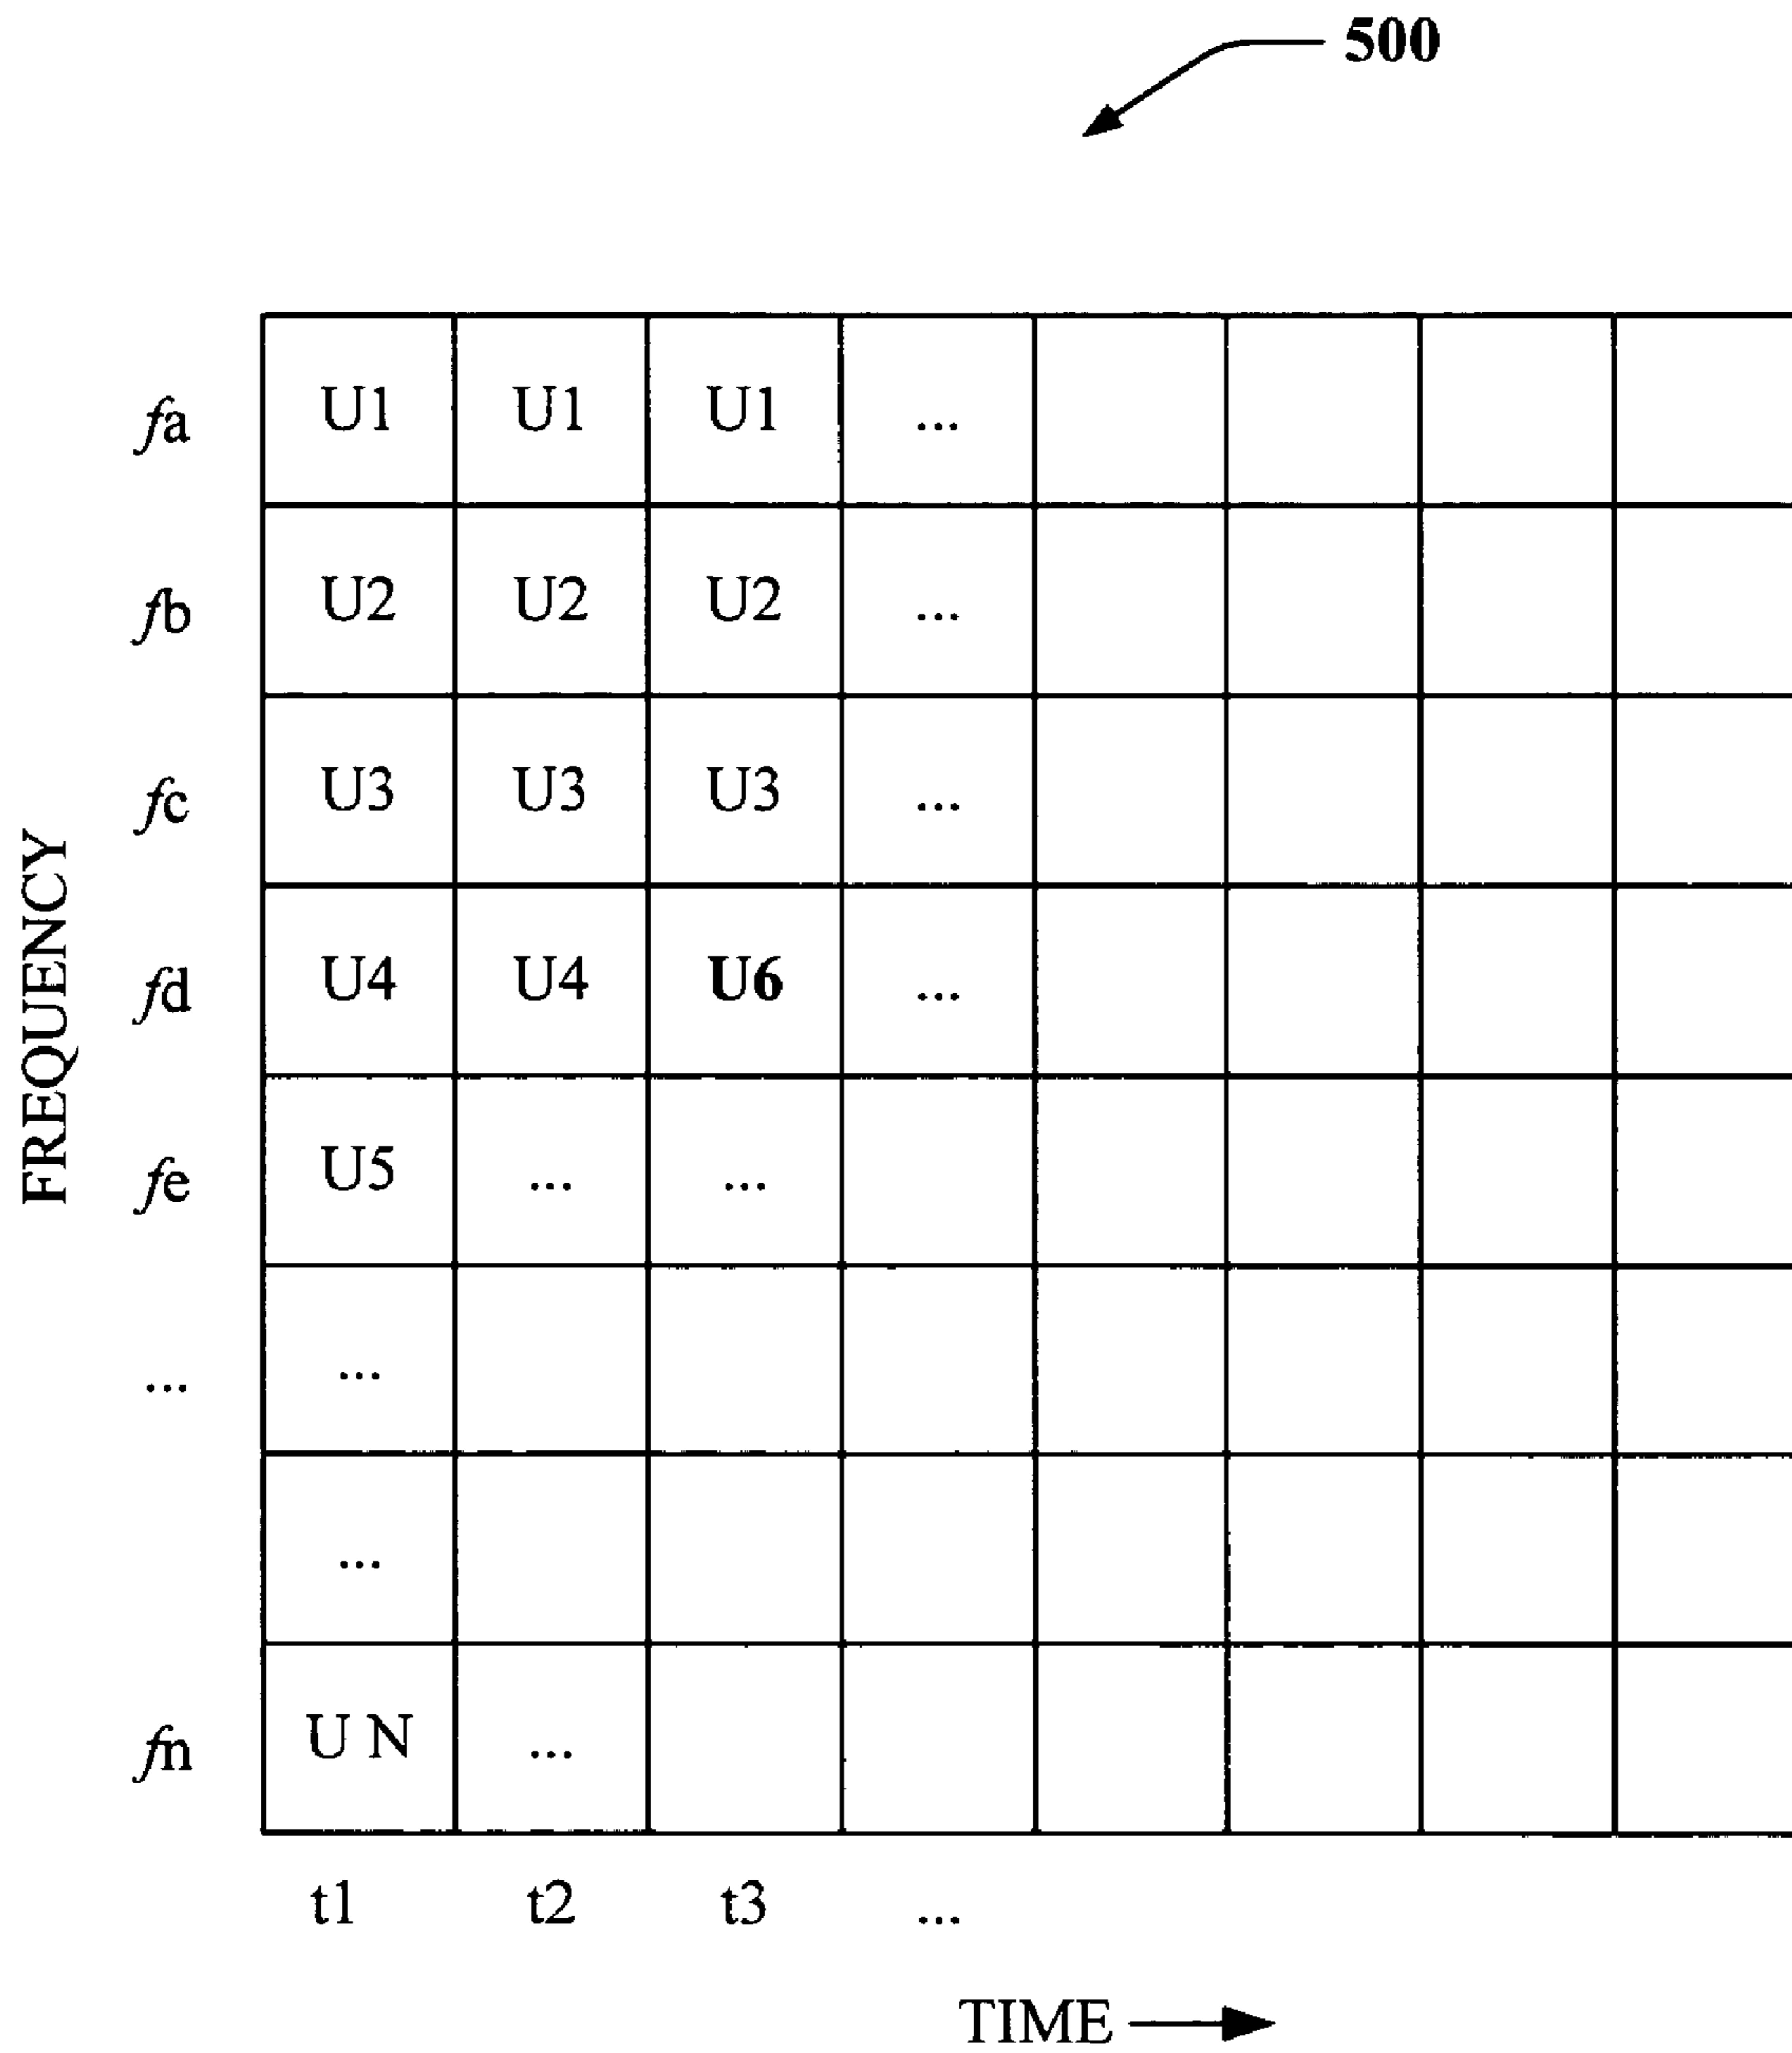 500
fa U1 U1 U1 ...
fb U2 U2 U2 ...
fc U3 U3 U3 ...
fd U4 U4 U6 ...
fe U5 ... ...
... ...
...
fn U N ...
t1 t2 t3 ...
FREQUENCY
TIME